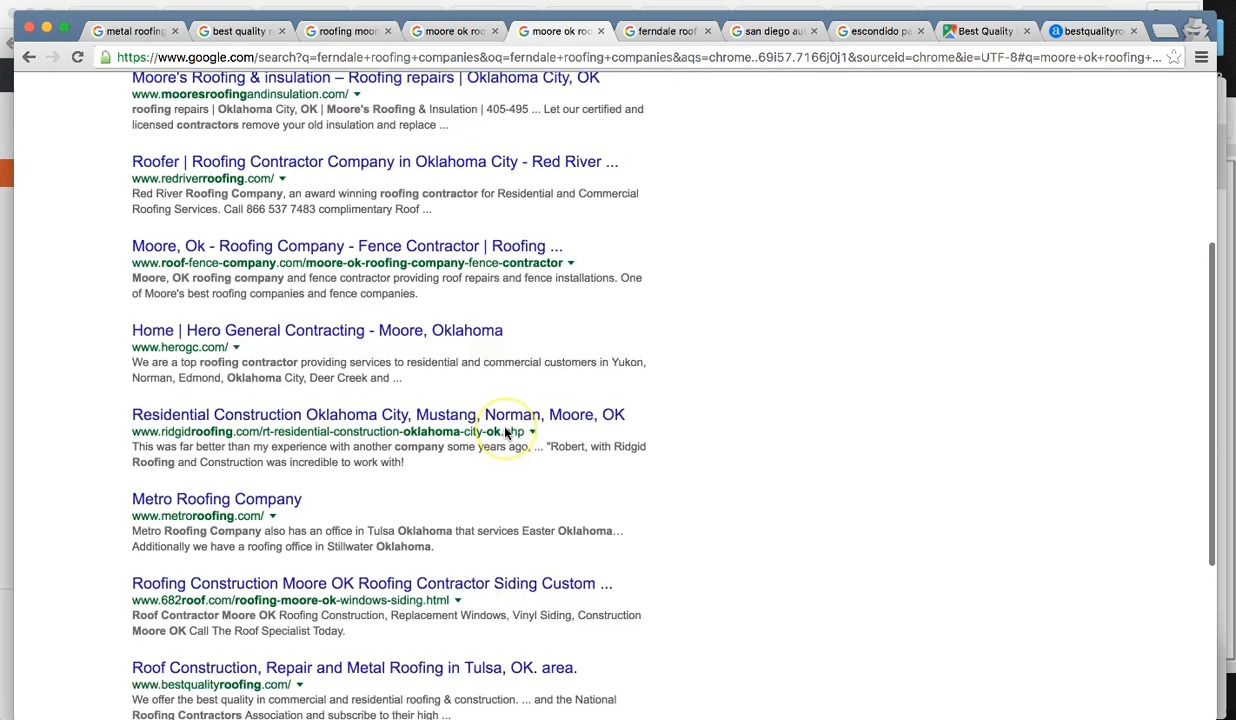 metal roofing
best quality r
roofing moor
moore ok roo
moore ok roo
ferndale roof
san diego au
escondido pa
Best Quality
bestqualityro
https://www.google.com/search?q=ferndale+roofing+companies&oq=ferndale+roofing+companies&aqs=chrome..69i57.7166j0j1&sourceid=chrome&ie=UTF-8#q=moore+ok+roofing+...
Moore's Roofing & insulation – Roofing repairs | Oklahoma City, OK
www.mooresroofingandinsulation.com/
roofing repairs | Oklahoma City, OK | Moore's Roofing & Insulation | 405-495 ... Let our certified and
licensed contractors remove your old insulation and replace ...
Roofer | Roofing Contractor Company in Oklahoma City - Red River ...
www.redriverroofing.com/
Red River Roofing Company, an award winning roofing contractor for Residential and Commercial
Roofing Services. Call 866 537 7483 complimentary Roof ...
Moore, Ok - Roofing Company - Fence Contractor | Roofing ...
www.roof-fence-company.com/moore-ok-roofing-company-fence-contractor
Moore, OK roofing company and fence contractor providing roof repairs and fence installations. One
of Moore's best roofing companies and fence companies.
Home | Hero General Contracting - Moore, Oklahoma
www.herogc.com/
We are a top roofing contractor providing services to residential and commercial customers in Yukon,
Norman, Edmond, Oklahoma City, Deer Creek and ...
Residential Construction Oklahoma City, Mustang, Norman, Moore, OK
www.ridgidroofing.com/rt-residential-construction-oklahoma-city-ok.php
This was far better than my experience with another company some years ago, ... "Robert, with Ridgid
Roofing and Construction was incredible to work with!
Metro Roofing Company
www.metroroofing.com/
Metro Roofing Company also has an office in Tulsa Oklahoma that services Easter Oklahoma...
Additionally we have a roofing office in Stillwater Oklahoma.
Roofing Construction Moore OK Roofing Contractor Siding Custom ...
www.682roof.com/roofing-moore-ok-windows-siding.html
Roof Contractor Moore OK Roofing Construction, Replacement Windows, Vinyl Siding, Construction
Moore OK Call The Roof Specialist Today.
Roof Construction, Repair and Metal Roofing in Tulsa, OK. area.
www.bestqualityroofing.com/
We offer the best quality in commercial and residential roofing & construction. ... and the National
Roofing Contractors Association and subscribe to their high ...